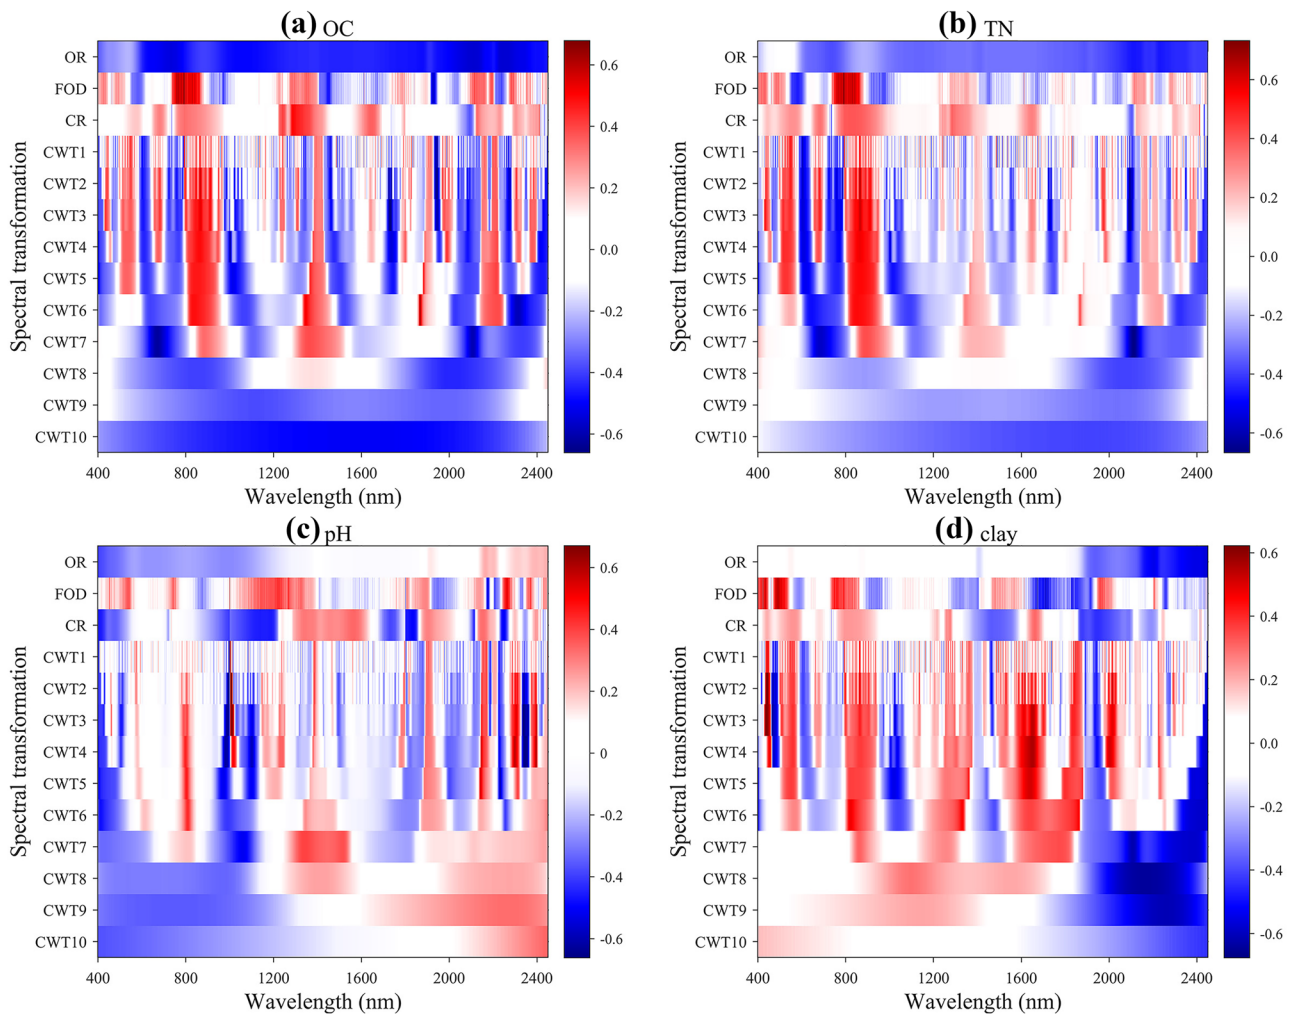 (a) OC
Spectral transformation
OR
FOD
CR
CWT1
CWT2
CWT3
CWT4
CWT5
CWT6
CWT7
CWT8
CWT9
CWT10
400 800 1200 1600 2000 2400
Wavelength (nm)
0.6
0.4
0.2
0.0
-0.2
-0.4
-0.6
(b) TN
Spectral transformation
OR
FOD
CR
CWT1
CWT2
CWT3
CWT4
CWT5
CWT6
CWT7
CWT8
CWT9
CWT10
400 800 1200 1600 2000 2400
Wavelength (nm)
0.6
0.4
0.2
-0.0
-0.2
-0.4
-0.6
(c) pH
Spectral transformation
OR
FOD
CR
CWT1
CWT2
CWT3
CWT4
CWT5
CWT6
CWT7
CWT8
CWT9
CWT10
400 800 1200 1600 2000 2400
Wavelength (nm)
0.6
0.4
0.2
0
-0.2
-0.4
-0.6
(d) clay
Spectral transformation
OR
FOD
CR
CWT1
CWT2
CWT3
CWT4
CWT5
CWT6
CWT7
CWT8
CWT9
CWT10
400 800 1200 1600 2000 2400
Wavelength (nm)
0.6
0.4
0.2
0.0
-0.2
-0.4
-0.6